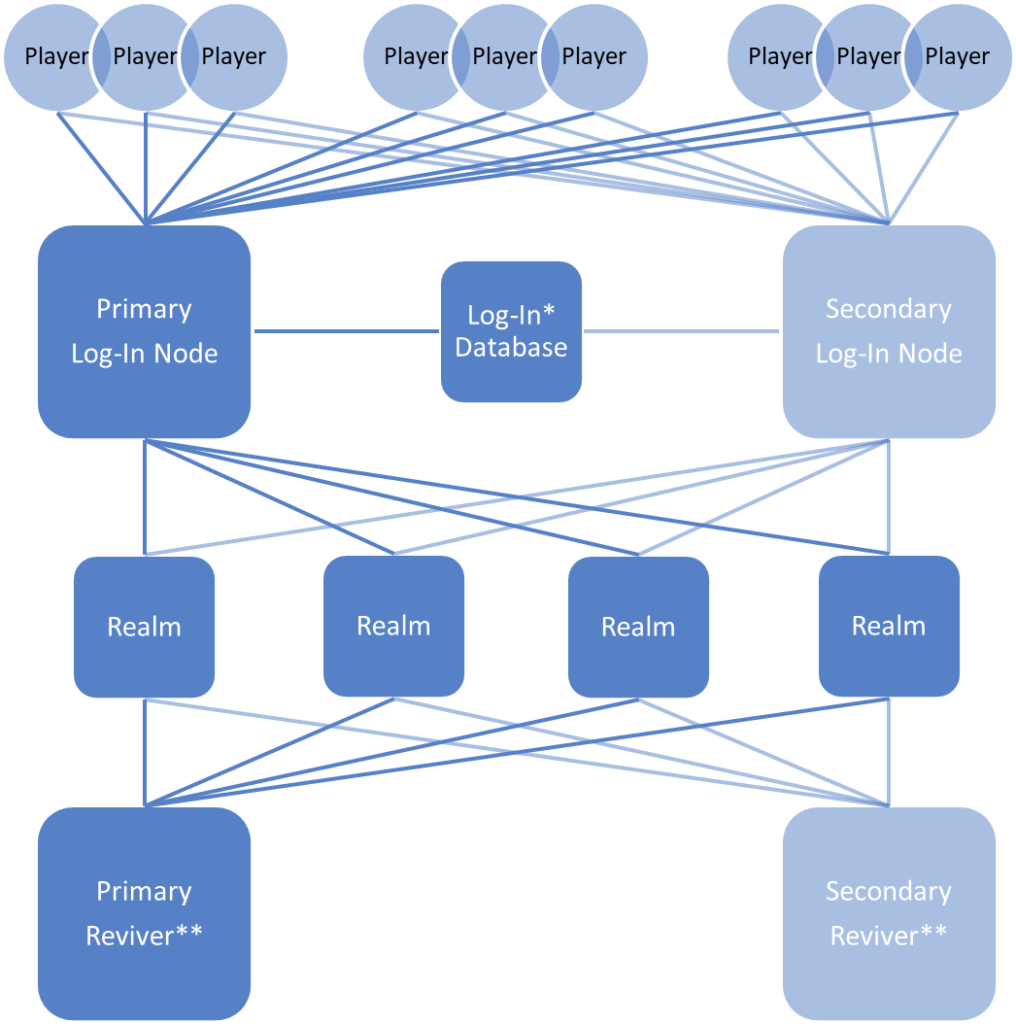 Player Player Player Player Player Player Player Player Player
Primary
Log-In Node
Log-In*
Database
Secondary
Log-In Node
Realm Realm Realm Realm
Primary
Reviver**
Secondary
Reviver**